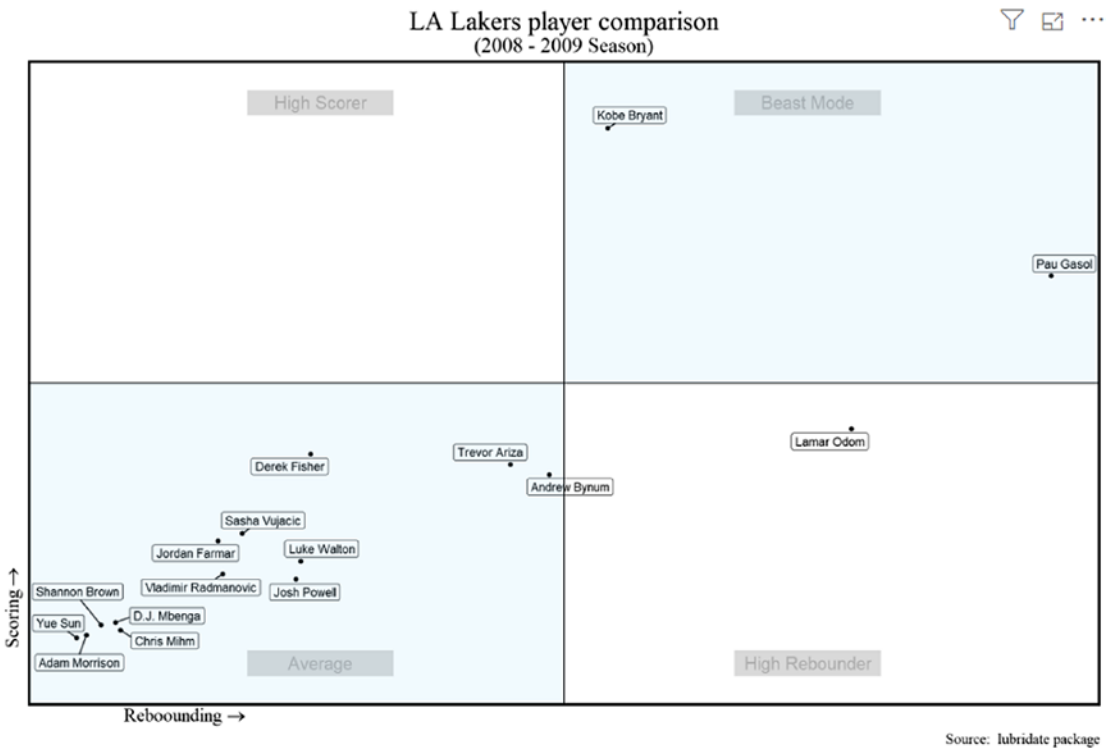 LA Lakers player comparison
(2008 - 2009 Season)
High Scorer
Beast Mode
Kobe Bryant
Pau Gasol
Lamar Odom
Trevor Ariza
Derek Fisher
Andrew Bynum
Sasha Vujacic
Jordan Farmar
Luke Walton
Vladimir Radmanovic
Josh Powell
Shannon Brown
D.J. Mbenga
Yue Sun
Chris Mihm
Adam Morrison
Average
High Rebounder
Scoring →
Reboounding →
Source: lubridate package